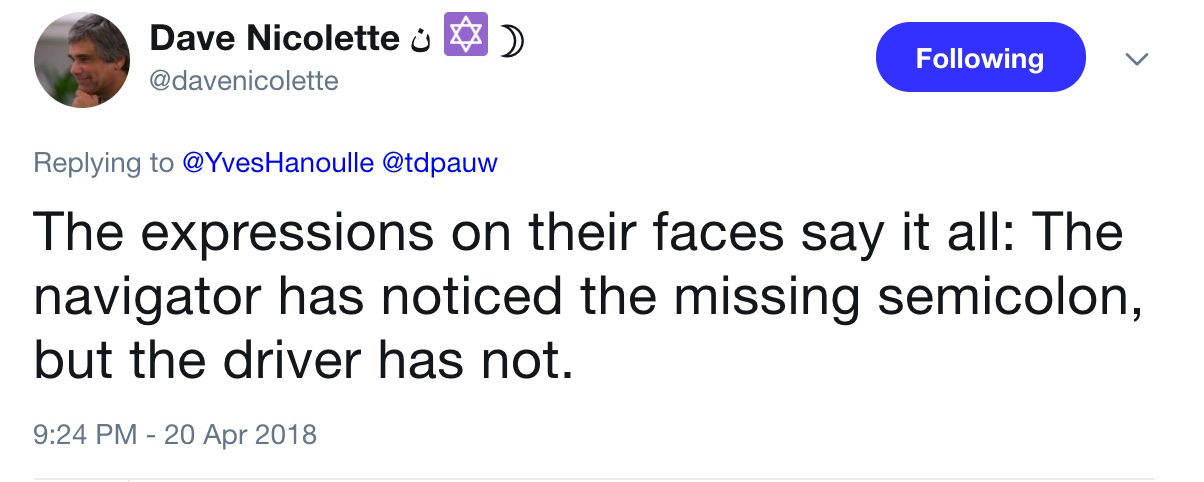 Dave Nicolette ن ✡ ☽
@davenicolette
Following
Replying to @YvesHanoulle @tdpauw
The expressions on their faces say it all: The
navigator has noticed the missing semicolon,
but the driver has not.
9:24 PM - 20 Apr 2018